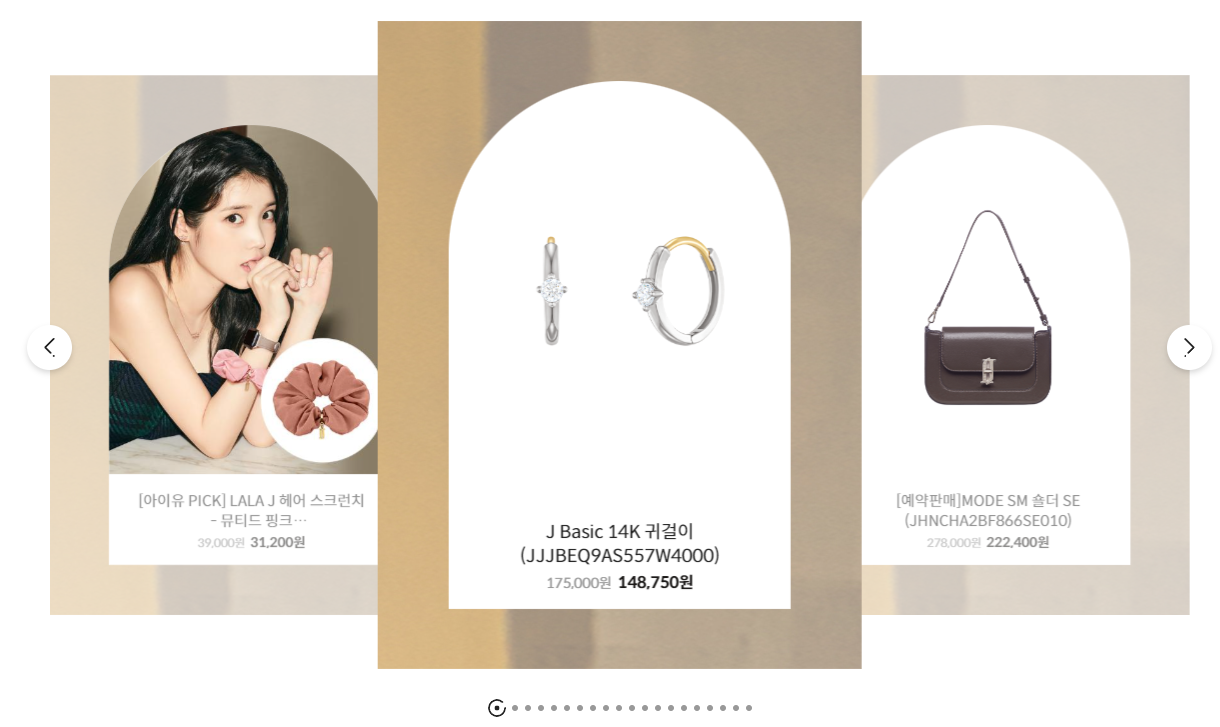 [아이유 PICK] LALA J 헤어 스크런치
- 뮤티드 핑크…
39,000원 31,200원
J Basic 14K 귀걸이
(JJJBEQ9AS557W4000)
175,000원 148,750원
[예약판매]MODE SM 숄더 SE
(JHNCHA2BF866SE010)
278,000원 222,400원